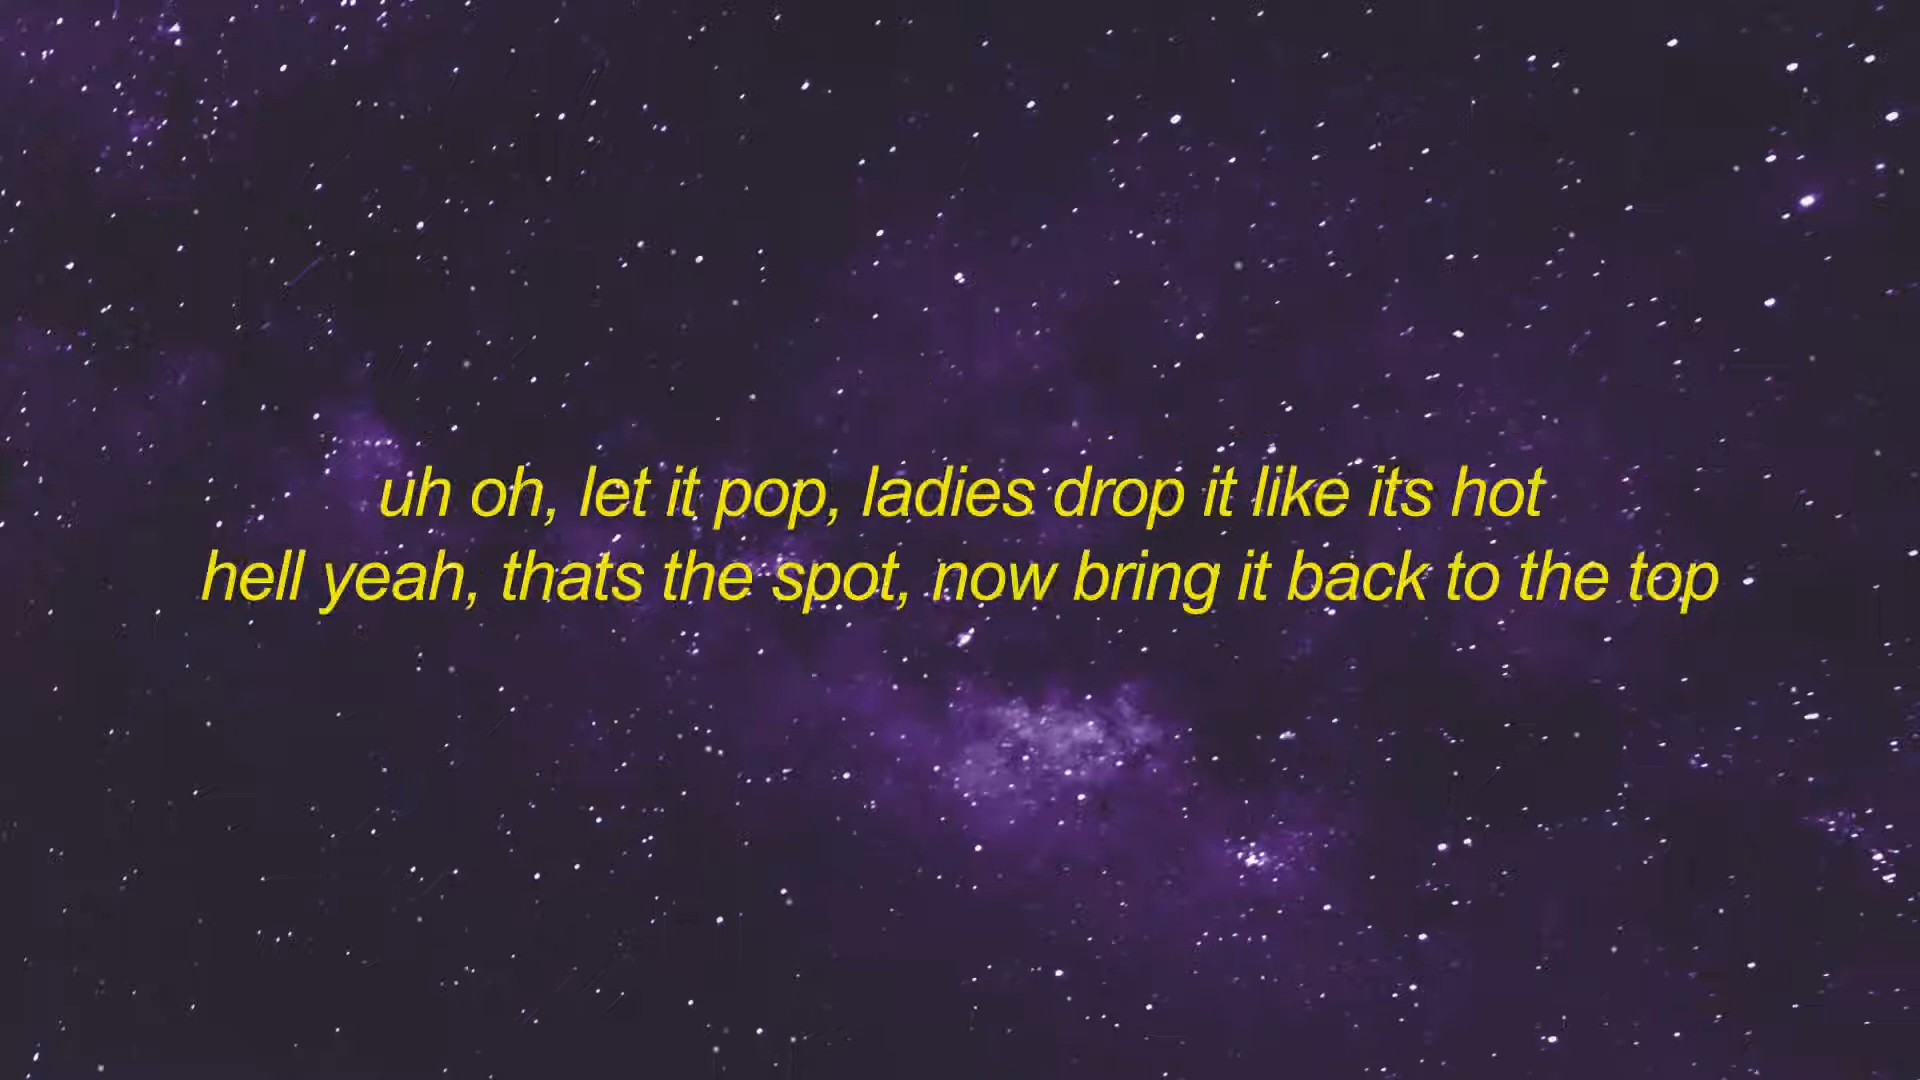 uh oh, let it pop, ladies drop it like its hot
hell yeah, thats the spot, now bring it back to the top